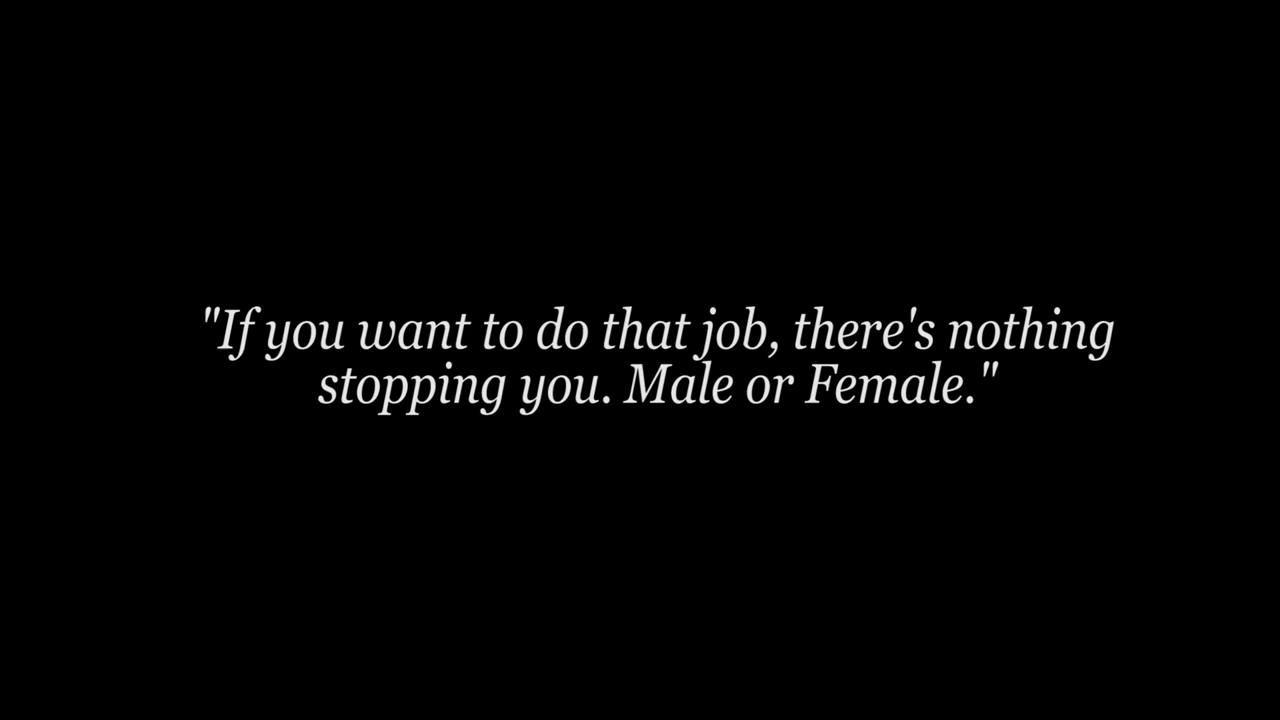 "If you want to do that job, there's nothing
stopping you. Male or Female."